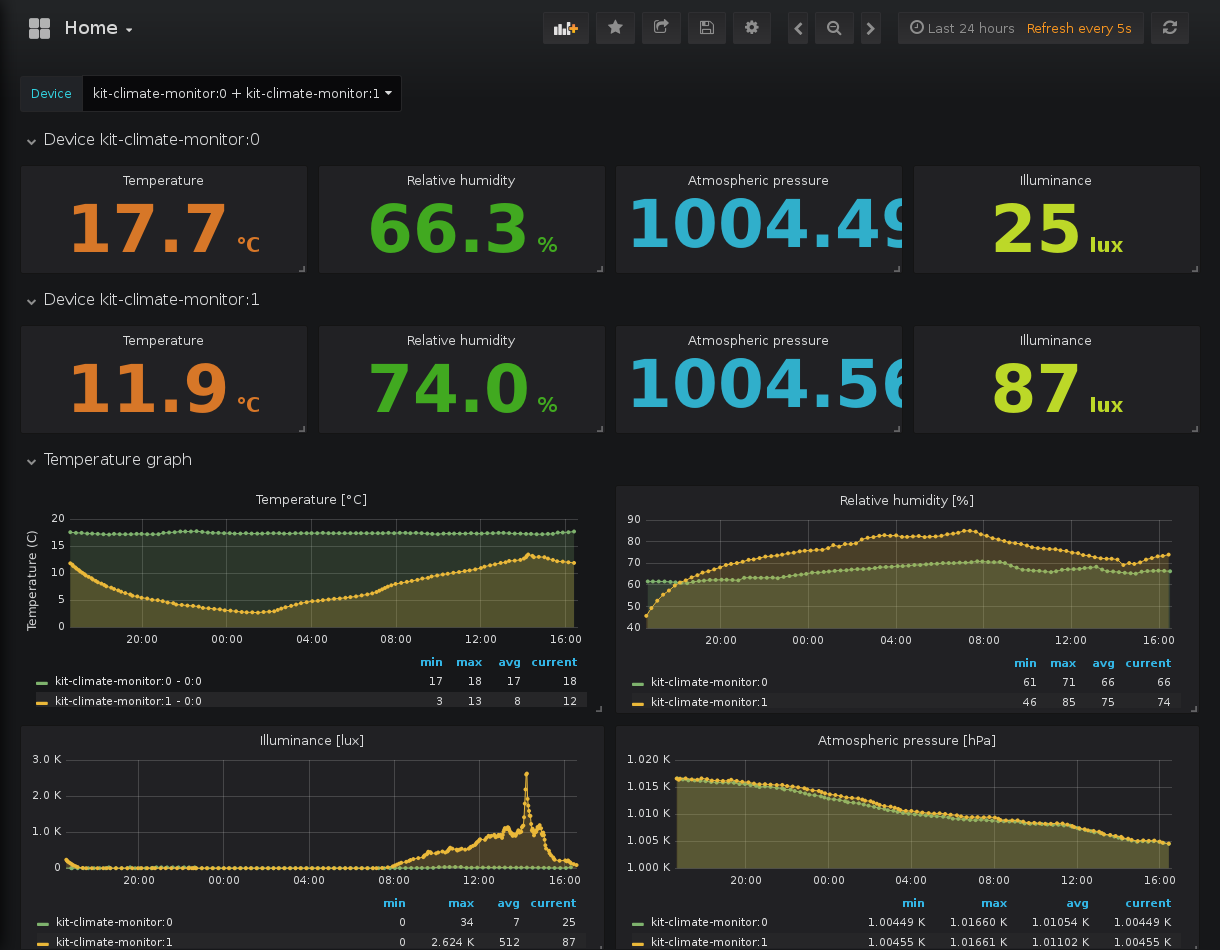 Home
Last 24 hours Refresh every 5s
Device kit-climate-monitor:0 + kit-climate-monitor:1
Device kit-climate-monitor:0
Temperature Relative humidity Atmospheric pressure Illuminance
17.7 °C 66.3 % 1004.49 25 lux
Device kit-climate-monitor:1
Temperature Relative humidity Atmospheric pressure Illuminance
11.9 °C 74.0 % 1004.56 87 lux
Temperature graph
Temperature [°C]
Temperature (C)
20
15
10
5
0
20:00 00:00 04:00 08:00 12:00 16:00
min max avg current
kit-climate-monitor:0 - 0:0 17 18 17 18
kit-climate-monitor:1 - 0:0 3 13 8 12
Relative humidity [%]
90
80
70
60
50
40
20:00 00:00 04:00 08:00 12:00 16:00
min max avg current
kit-climate-monitor:0 61 71 66 66
kit-climate-monitor:1 46 85 75 74
Illuminance [lux]
3.0 K
2.0 K
1.0 K
0
20:00 00:00 04:00 08:00 12:00 16:00
min max avg current
kit-climate-monitor:0 0 34 7 25
kit-climate-monitor:1 0 2.624 K 512 87
Atmospheric pressure [hPa]
1.020 K
1.015 K
1.010 K
1.005 K
1.000 K
20:00 00:00 04:00 08:00 12:00 16:00
min max avg current
kit-climate-monitor:0 1.00449 K 1.01660 K 1.01054 K 1.00449 K
kit-climate-monitor:1 1.00455 K 1.01661 K 1.01102 K 1.00455 K